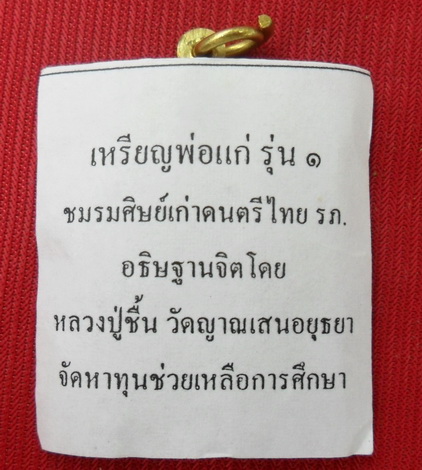 เหรียญพ่อแก่ รุ่น ๑
ชมรมศิษย์เก่าดนตรีไทย รภ.
อธิษฐานจิตโดย
หลวงปู่ชื้น วัดญาณเสนอยุธยา
จัดหาทุนช่วยเหลือการศึกษา